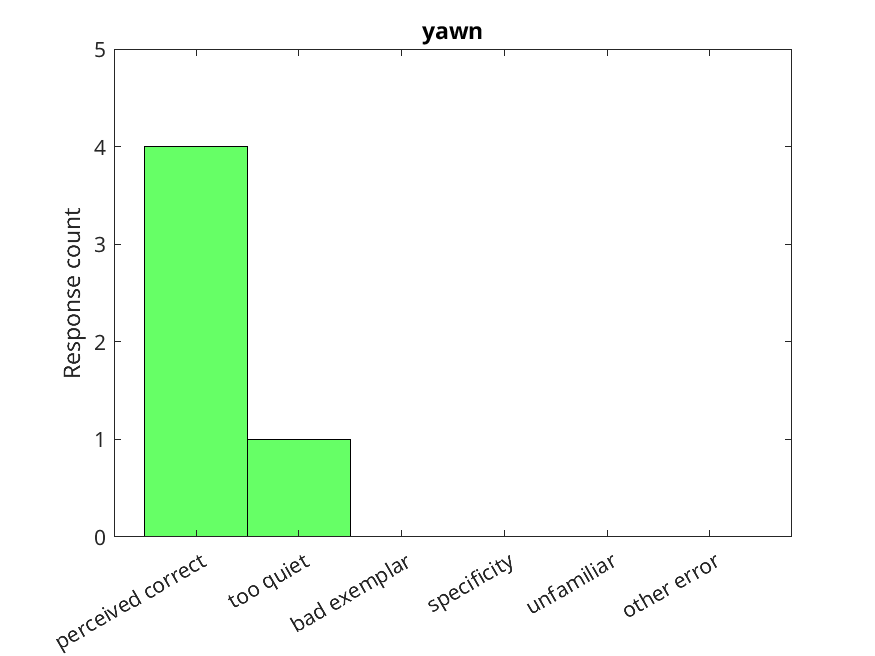 yawn
5
4
3
2
1
0
Response count
perceived correct
too quiet
bad exemplar
specificity
unfamiliar
other error